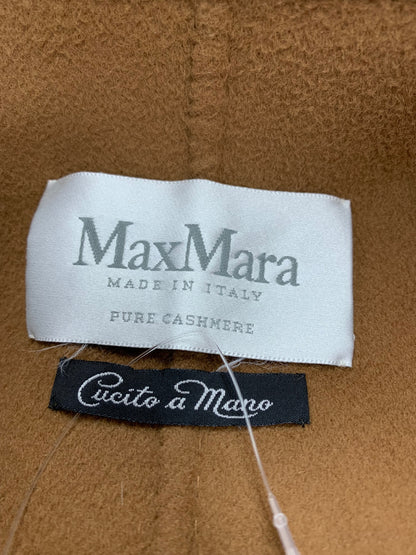 MaxMara
MADE IN ITALY
PURE CASHMERE
Cucito a Mano